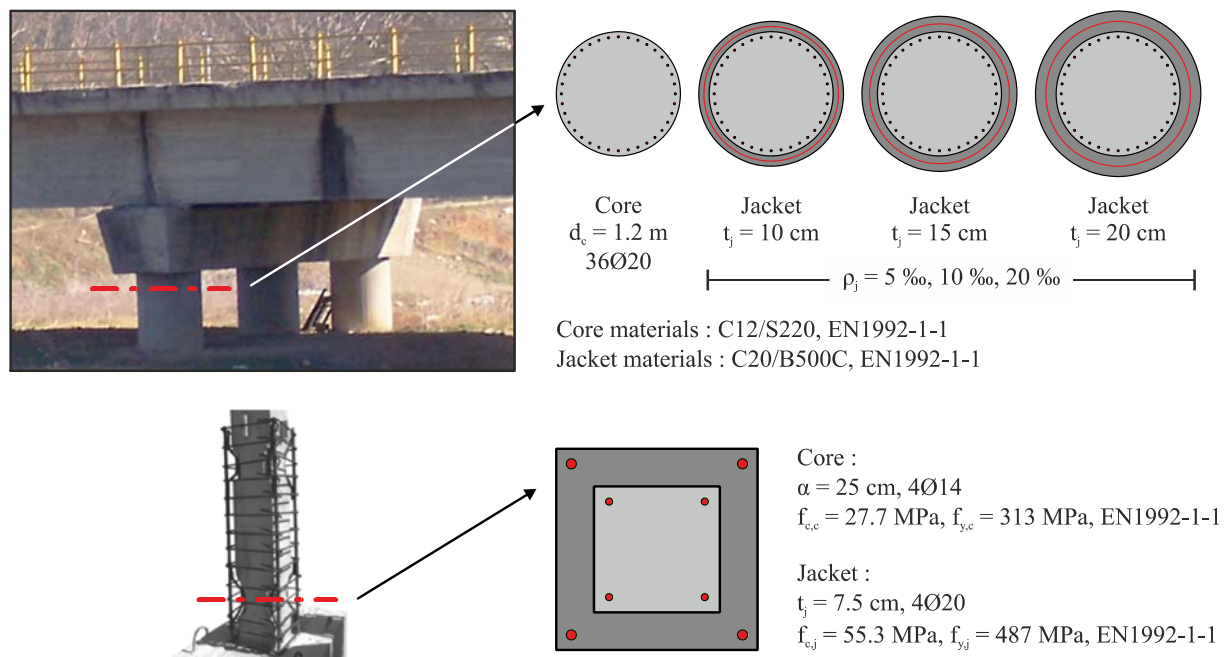 Core
d_c = 1.2 m
36Ø20
Jacket
t_j = 10 cm
Jacket
t_j = 15 cm
Jacket
t_j = 20 cm
ρ_j = 5 ‰, 10 ‰, 20 ‰
Core materials : C12/S220, EN1992-1-1
Jacket materials : C20/B500C, EN1992-1-1
Core :
α = 25 cm, 4Ø14
f_c,c = 27.7 MPa, f_y,c = 313 MPa, EN1992-1-1
Jacket :
t_j = 7.5 cm, 4Ø20
f_c,j = 55.3 MPa, f_y,j = 487 MPa, EN1992-1-1